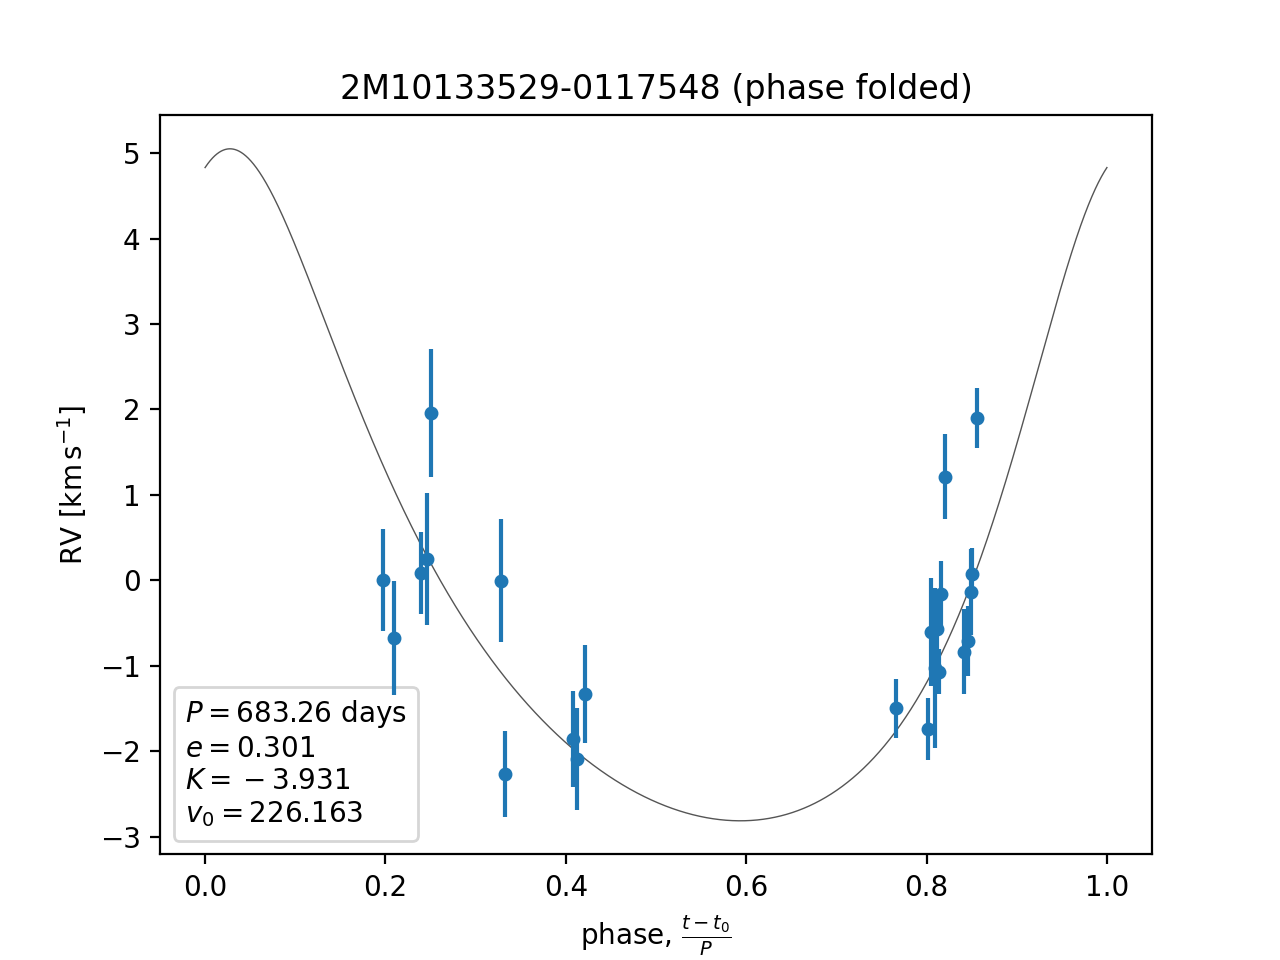 2M10133529-0117548 (phase folded)
RV [km s⁻¹]
5
4
3
2
1
0
−1
−2
−3
P = 683.26 days
e = 0.301
K = −3.931
v₀ = 226.163
0.0 0.2 0.4 0.6 0.8 1.0
phase, (t − t₀)/P